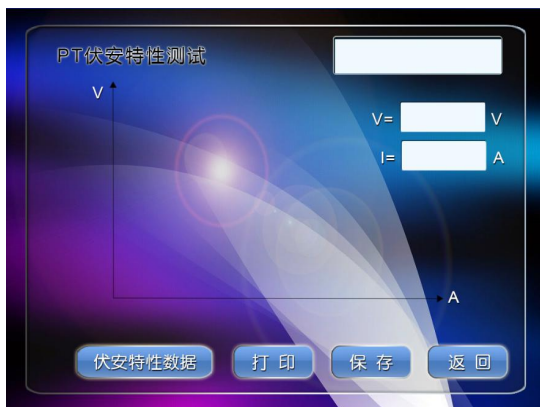 PT伏安特性测试
V
V= V
I= A
A
伏安特性数据 打 印 保 存 返 回